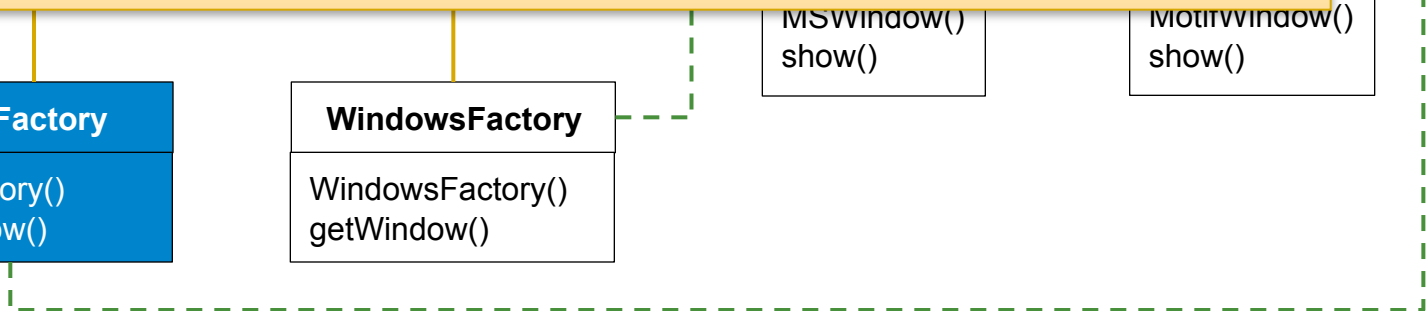 MSWindow()
show()
MotifWindow()
show()
Factory
ory()
ow()
WindowsFactory
WindowsFactory()
getWindow()